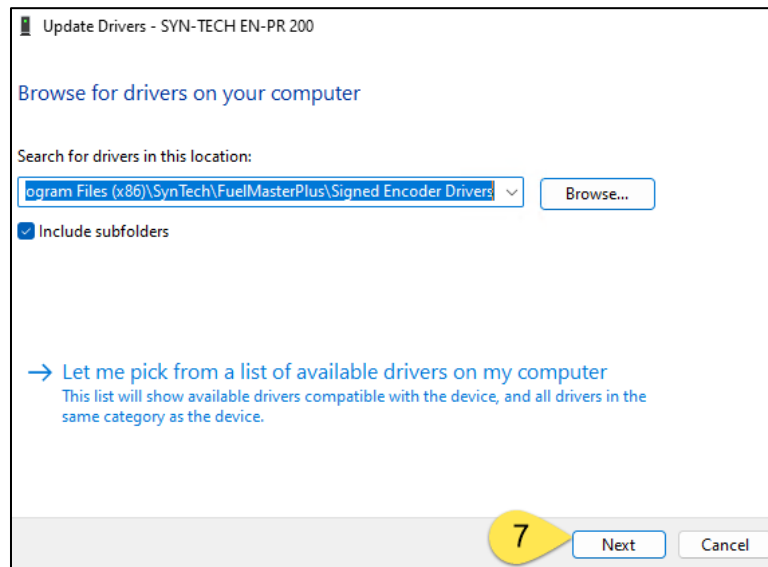 Update Drivers - SYN-TECH EN-PR 200
Browse for drivers on your computer
Search for drivers in this location:
ogram Files (x86)\SynTech\FuelMasterPlus\Signed Encoder Drivers
Browse...
Include subfolders
Let me pick from a list of available drivers on my computer
This list will show available drivers compatible with the device, and all drivers in the
same category as the device.
7
Next
Cancel